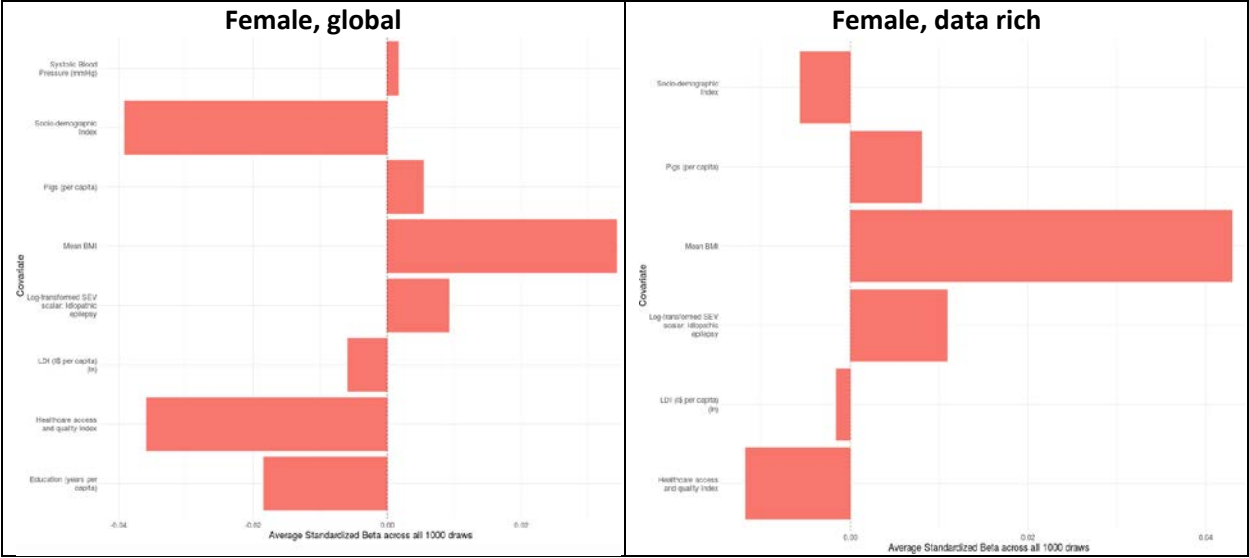 Female, global
Systolic Blood
Pressure (mmHg)
Socio-demographic
Index
Pigs (per capita)
Mean BMI
Log-transformed SEV
scalar: Idiopathic
epilepsy
LDI (I$ per capita)
(ln)
Healthcare access
and quality index
Education (years per
capita)
Covariate
-0.04
-0.02
0.00
0.02
Average Standardized Beta across all 1000 draws
Female, data rich
Socio-demographic
Index
Pigs (per capita)
Mean BMI
Log-transformed SEV
scalar: Idiopathic
epilepsy
LDI (I$ per capita)
(ln)
Healthcare access
and quality index
Covariate
0.00
0.02
0.04
Average Standardized Beta across all 1000 draws